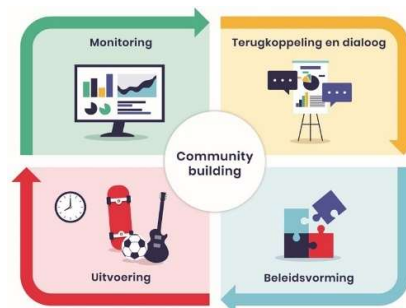 Monitoring
Terugkoppeling en dialoog
Community
building
Uitvoering
Beleidsvorming